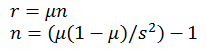 r = μn
n = (μ(1 − μ)/s²) − 1